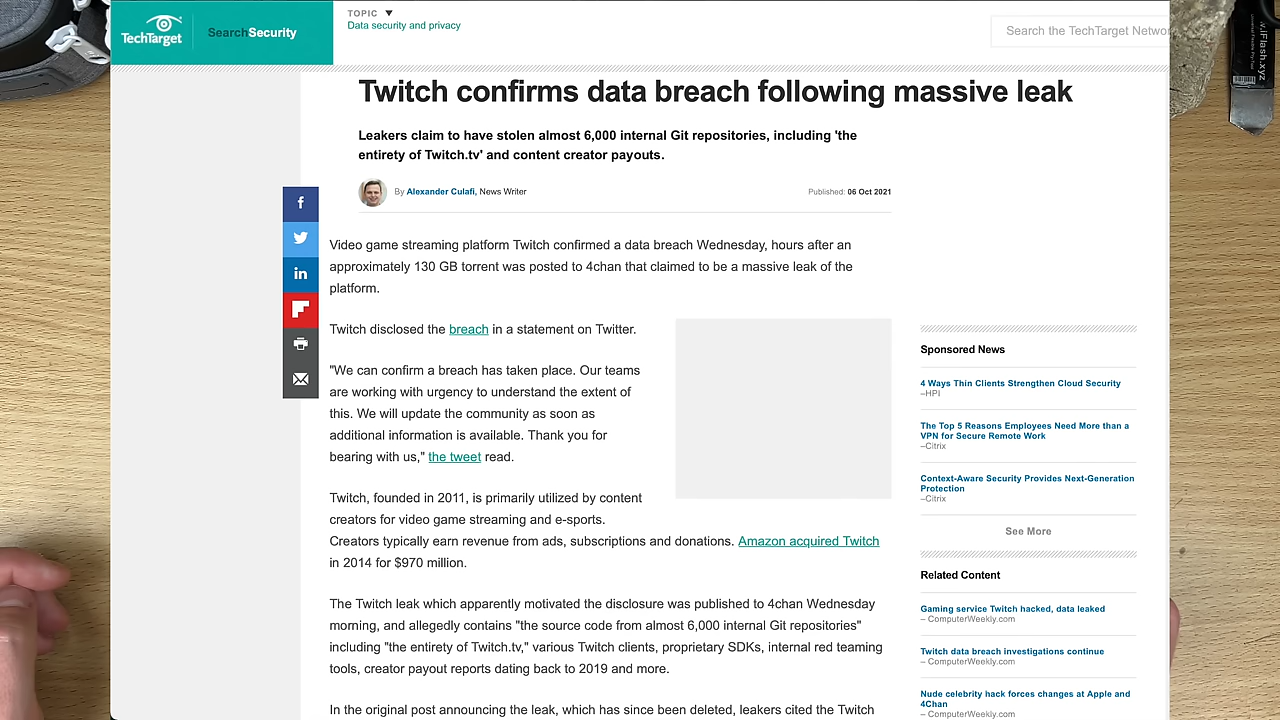 TechTarget
SearchSecurity
TOPIC
Data security and privacy
Search the TechTarget Networ
Twitch confirms data breach following massive leak
Leakers claim to have stolen almost 6,000 internal Git repositories, including 'the
entirety of Twitch.tv' and content creator payouts.
By Alexander Culafi, News Writer
Published: 06 Oct 2021
Video game streaming platform Twitch confirmed a data breach Wednesday, hours after an
approximately 130 GB torrent was posted to 4chan that claimed to be a massive leak of the
platform.
Twitch disclosed the breach in a statement on Twitter.
"We can confirm a breach has taken place. Our teams
are working with urgency to understand the extent of
this. We will update the community as soon as
additional information is available. Thank you for
bearing with us," the tweet read.
Twitch, founded in 2011, is primarily utilized by content
creators for video game streaming and e-sports.
Creators typically earn revenue from ads, subscriptions and donations. Amazon acquired Twitch
in 2014 for $970 million.
The Twitch leak which apparently motivated the disclosure was published to 4chan Wednesday
morning, and allegedly contains "the source code from almost 6,000 internal Git repositories"
including "the entirety of Twitch.tv," various Twitch clients, proprietary SDKs, internal red teaming
tools, creator payout reports dating back to 2019 and more.
In the original post announcing the leak, which has since been deleted, leakers cited the Twitch
Sponsored News
4 Ways Thin Clients Strengthen Cloud Security
–HPI
The Top 5 Reasons Employees Need More than a
VPN for Secure Remote Work
–Citrix
Context-Aware Security Provides Next-Generation
Protection
–Citrix
See More
Related Content
Gaming service Twitch hacked, data leaked
– ComputerWeekly.com
Twitch data breach investigations continue
– ComputerWeekly.com
Nude celebrity hack forces changes at Apple and
4Chan
– ComputerWeekly.com